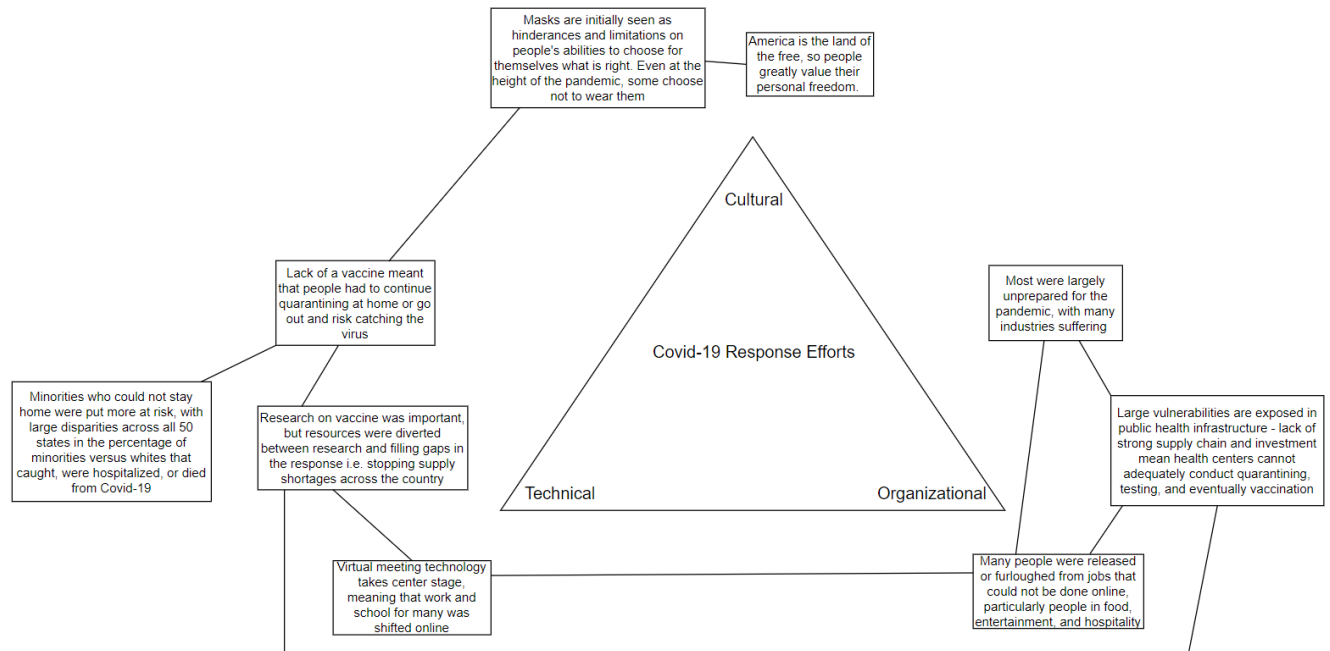 Masks are initially seen as
hinderances and limitations on
people's abilities to choose for
themselves what is right. Even at the
height of the pandemic, some choose
not to wear them
America is the land of
the free, so people
greatly value their
personal freedom.
Cultural
Lack of a vaccine meant
that people had to continue
quarantining at home or go
out and risk catching the
virus
Most were largely
unprepared for the
pandemic, with many
industries suffering
Covid-19 Response Efforts
Minorities who could not stay
home were put more at risk, with
large disparities across all 50
states in the percentage of
minorities versus whites that
caught, were hospitalized, or died
from Covid-19
Research on vaccine was important,
but resources were diverted
between research and filling gaps in
the response i.e. stopping supply
shortages across the country
Large vulnerabilities are exposed in
public health infrastructure - lack of
strong supply chain and investment
mean health centers cannot
adequately conduct quarantining,
testing, and eventually vaccination
Technical
Organizational
Virtual meeting technology
takes center stage,
meaning that work and
school for many was
shifted online
Many people were released
or furloughed from jobs that
could not be done online,
particularly people in food,
entertainment, and hospitality